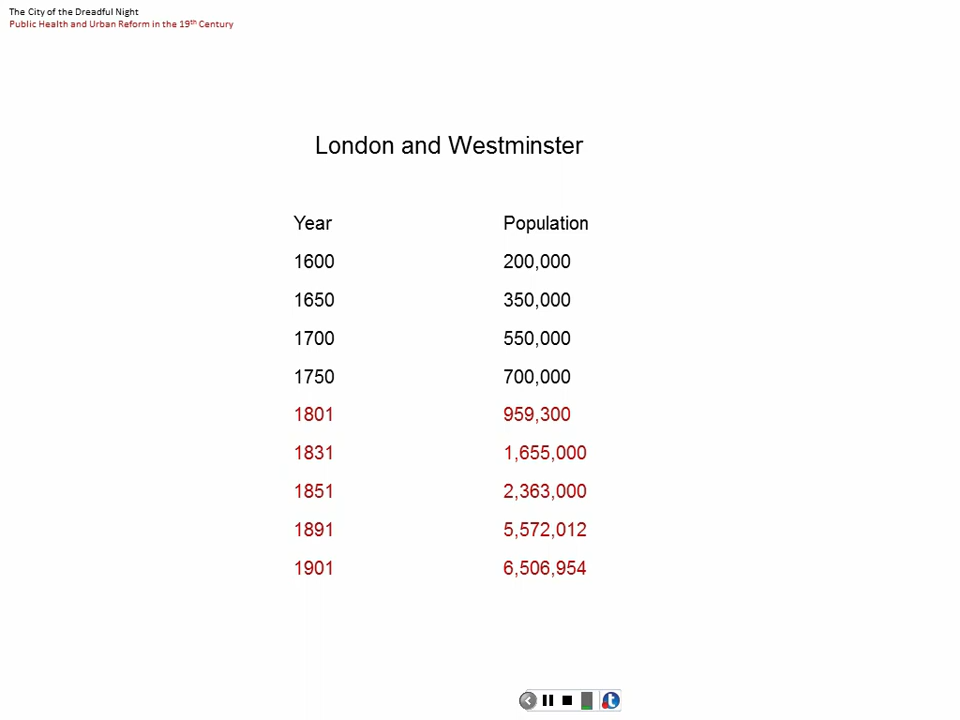 The City of the Dreadful Night
Public Health and Urban Reform in the 19th Century
London and Westminster
Year Population
1600 200,000
1650 350,000
1700 550,000
1750 700,000
1801 959,300
1831 1,655,000
1851 2,363,000
1891 5,572,012
1901 6,506,954
t